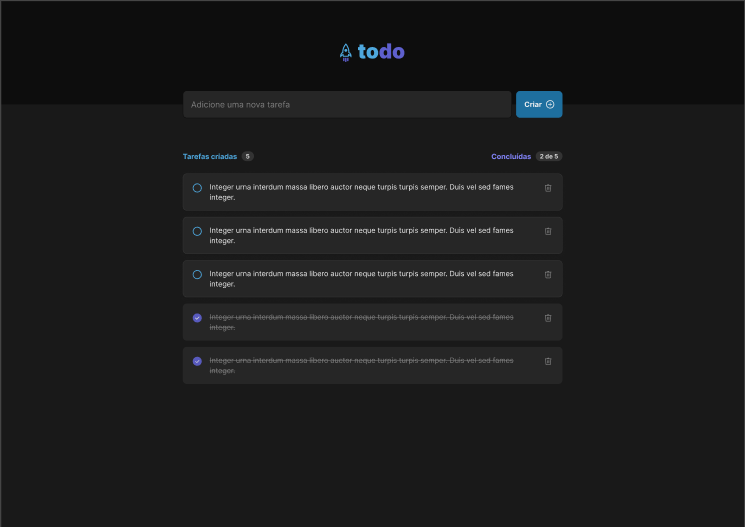 todo
Adicione uma nova tarefa
Criar
Tarefas criadas 5
Concluídas 2 de 5
Integer urna interdum massa libero auctor neque turpis turpis semper. Duis vel sed fames
integer.
Integer urna interdum massa libero auctor neque turpis turpis semper. Duis vel sed fames
integer.
Integer urna interdum massa libero auctor neque turpis turpis semper. Duis vel sed fames
integer.
Integer urna interdum massa libero auctor neque turpis turpis semper. Duis vel sed fames
integer.
Integer urna interdum massa libero auctor neque turpis turpis semper. Duis vel sed fames
integer.